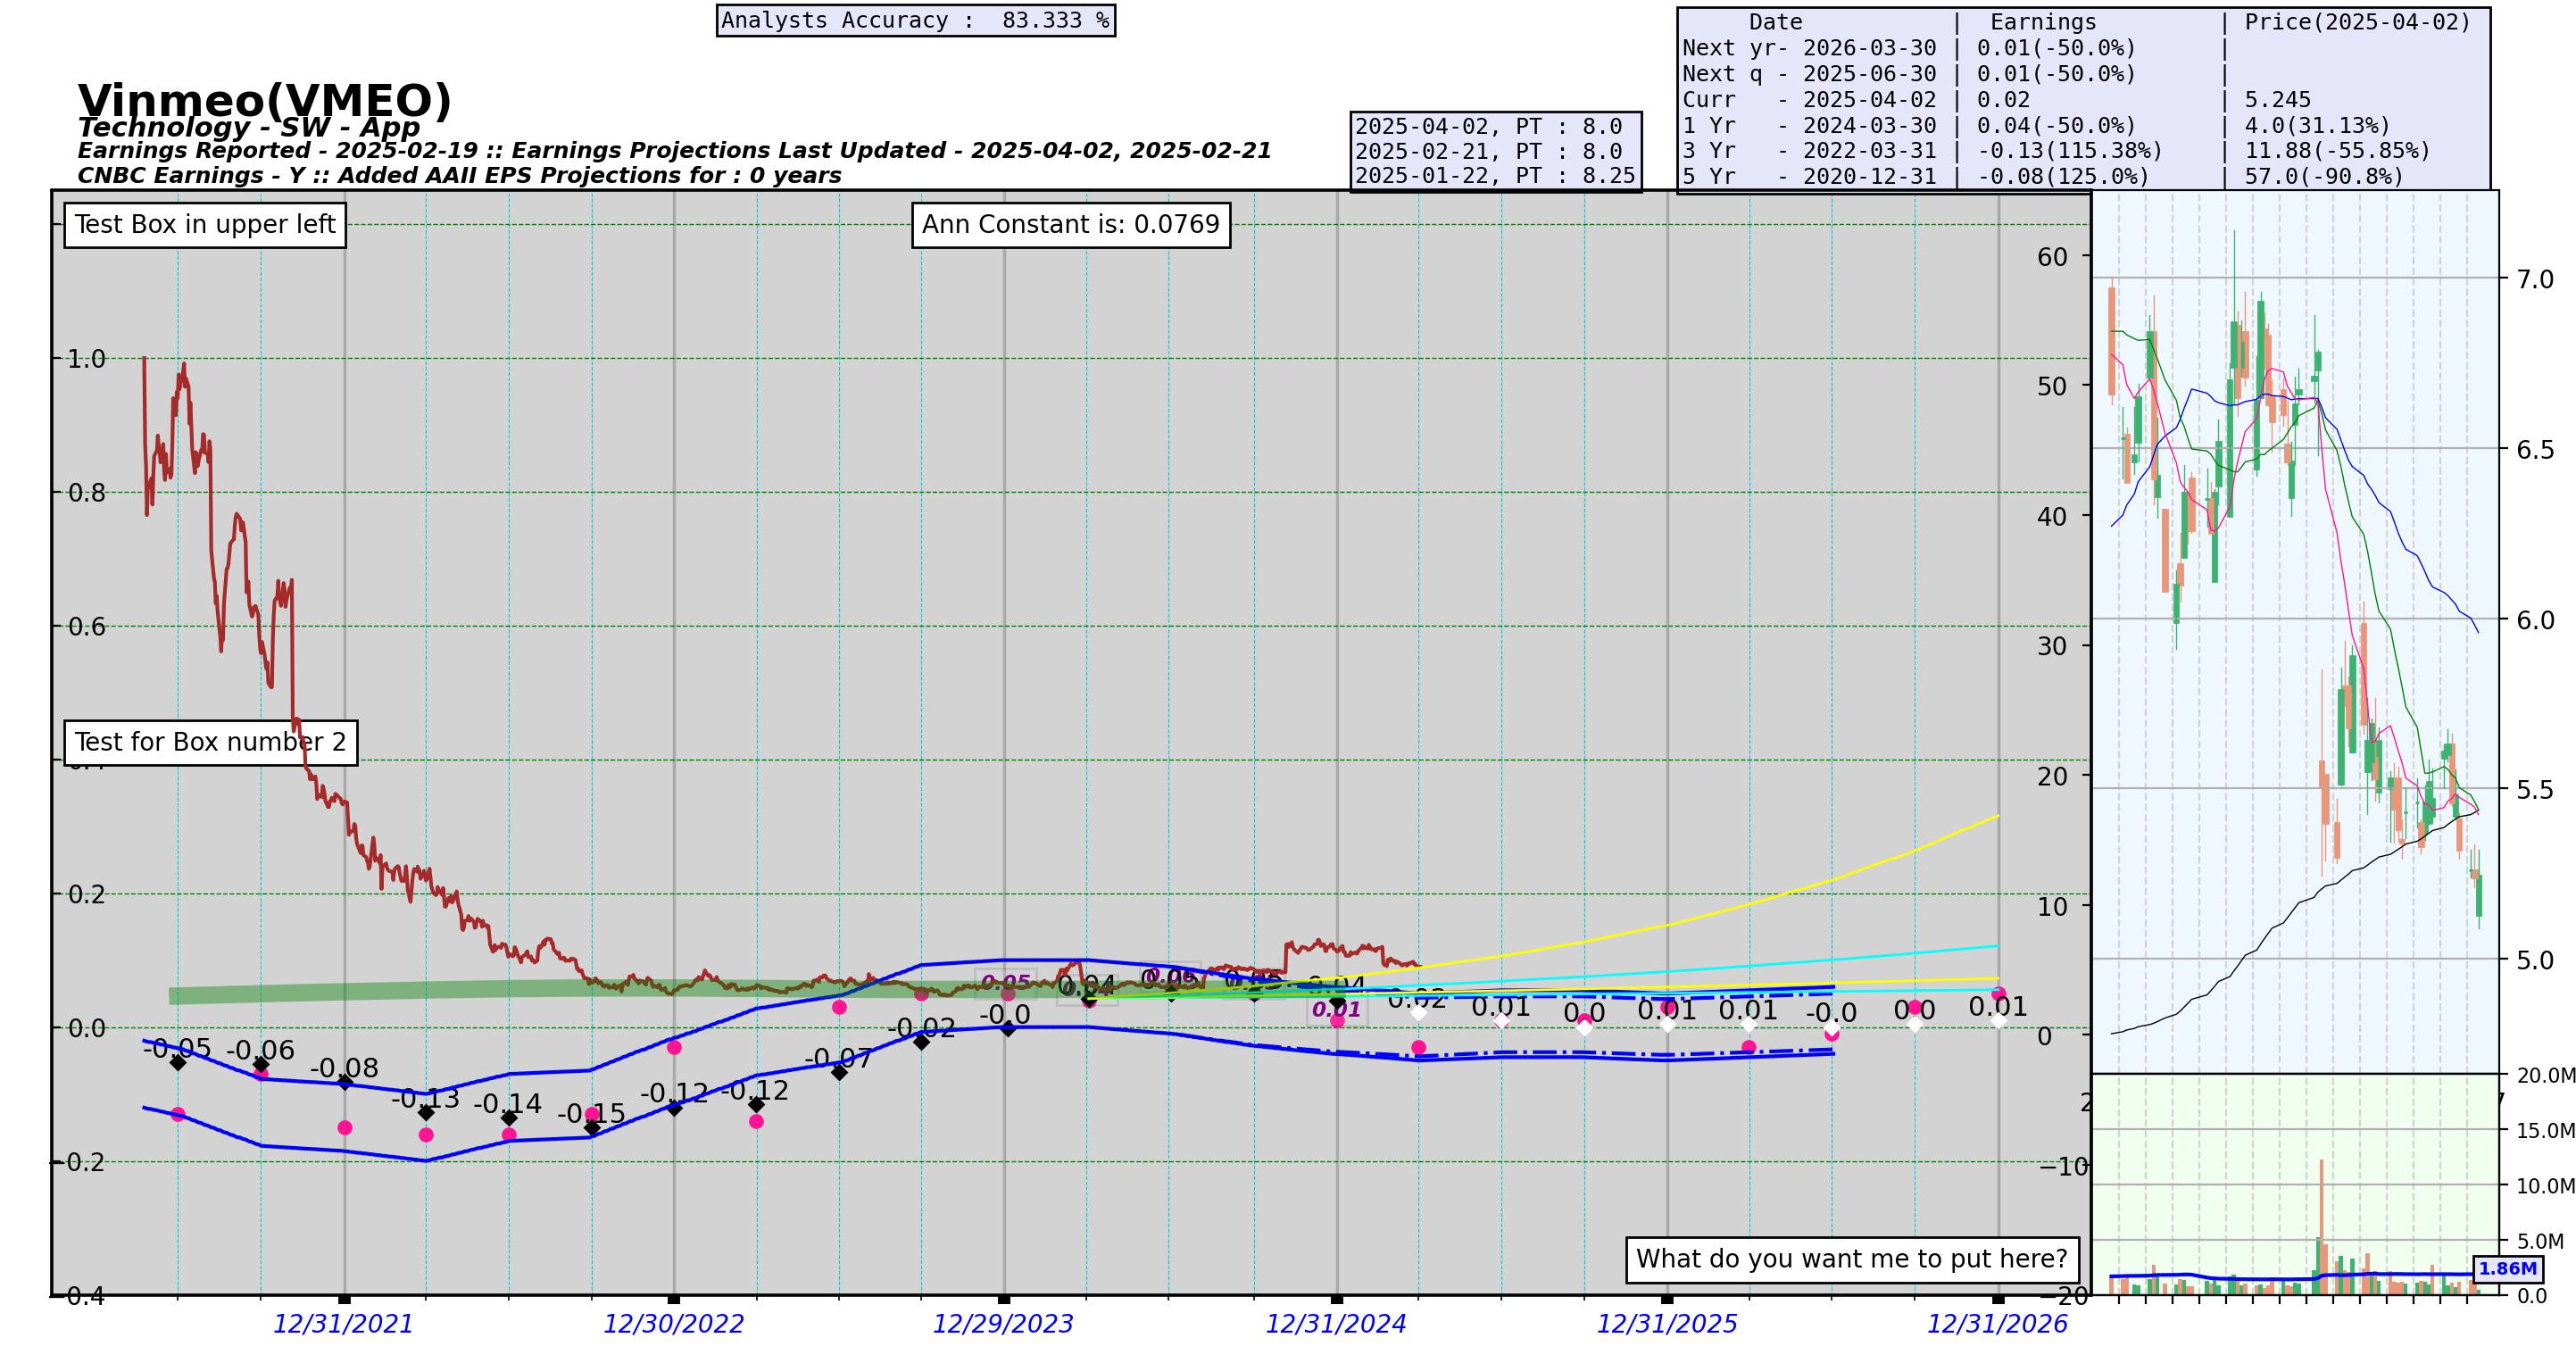 Analysts Accuracy :  83.333 %
Date | Earnings | Price(2025-04-02)
Next yr- 2026-03-30 | 0.01(-50.0%) |
Next q - 2025-06-30 | 0.01(-50.0%) |
Curr - 2025-04-02 | 0.02 | 5.245
1 Yr - 2024-03-30 | 0.04(-50.0%) | 4.0(31.13%)
3 Yr - 2022-03-31 | -0.13(115.38%) | 11.88(-55.85%)
5 Yr - 2020-12-31 | -0.08(125.0%) | 57.0(-90.8%)
Vinmeo(VMEO)
Technology - SW - App
Earnings Reported - 2025-02-19 :: Earnings Projections Last Updated - 2025-04-02, 2025-02-21
CNBC Earnings - Y :: Added AAII EPS Projections for : 0 years
2025-04-02, PT : 8.0
2025-02-21, PT : 8.0
2025-01-22, PT : 8.25
Test Box in upper left
Ann Constant is: 0.0769
Test for Box number 2
What do you want me to put here?
1.0
0.8
0.6
0.2
0.0
-0.2
-0.4
60
50
40
30
20
10
0
−10
−20
7.0
6.5
6.0
5.5
5.0
20.0M
15.0M
10.0M
5.0M
0.0
1.86M
-0.05
-0.06
-0.08
-0.13
-0.14
-0.15
-0.12
-0.12
-0.07
-0.02
-0.0
0.05
0.04
0.04
0.01
0.02
0.01
0.0
0.01
0.01
-0.0
0.0
0.01
12/31/2021
12/30/2022
12/29/2023
12/31/2024
12/31/2025
12/31/2026